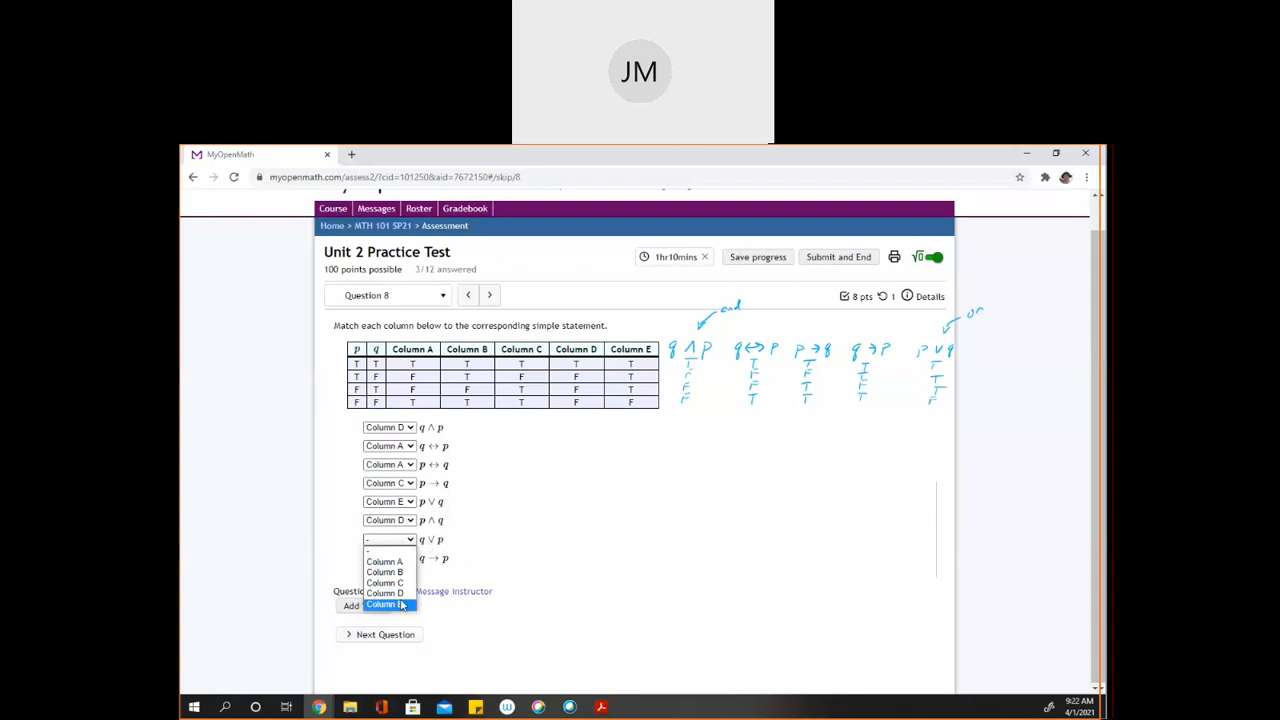 JM
MyOpenMath
myopenmath.com/assess2/?cid=101250&aid=7672150#/skip/8
Course Messages Roster Gradebook
Home > MTH 101 SP21 > Assessment
Unit 2 Practice Test
100 points possible 3/12 answered
1hr10mins × Save progress Submit and End √0
Question 8 < > 8 pts 1 Details
and or
Match each column below to the corresponding simple statement.
p q Column A Column B Column C Column D Column E q ∧ p q ↔ p p → q q → p p ∨ q
T T T T T T T T T T T T
T F F T F F T F F F T T
F T F F T F T F F T F T
F F T T T F F F T T T F
Column D q ∧ p
Column A q ↔ p
Column A p ↔ q
Column C p → q
Column E p ∨ q
Column D p ∧ q
- q ∨ p
-
q → p
Column A
Column B
Column C
Column D
Message instructor
Column
Add
> Next Question
9:22 AM
4/1/2021